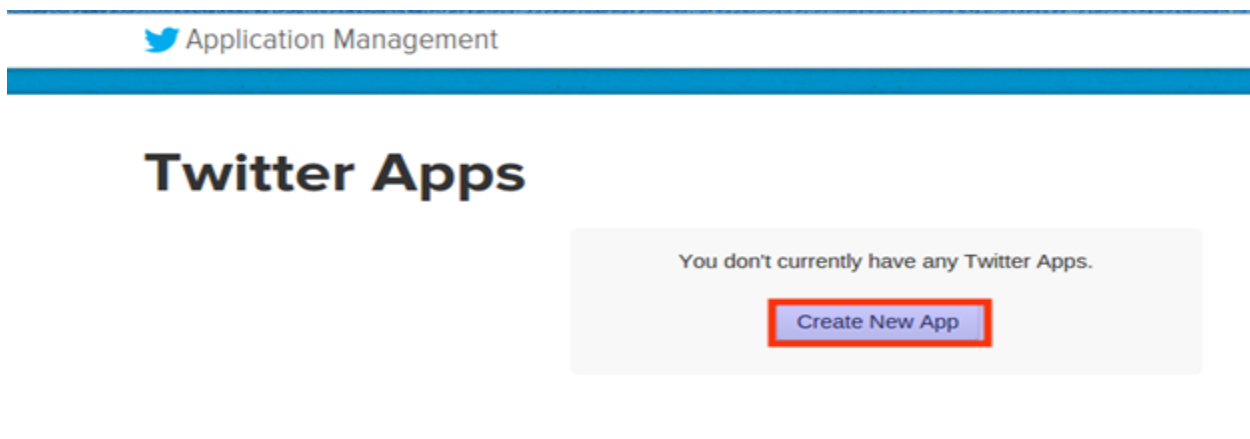 Application Management
Twitter Apps
You don't currently have any Twitter Apps.
Create New App